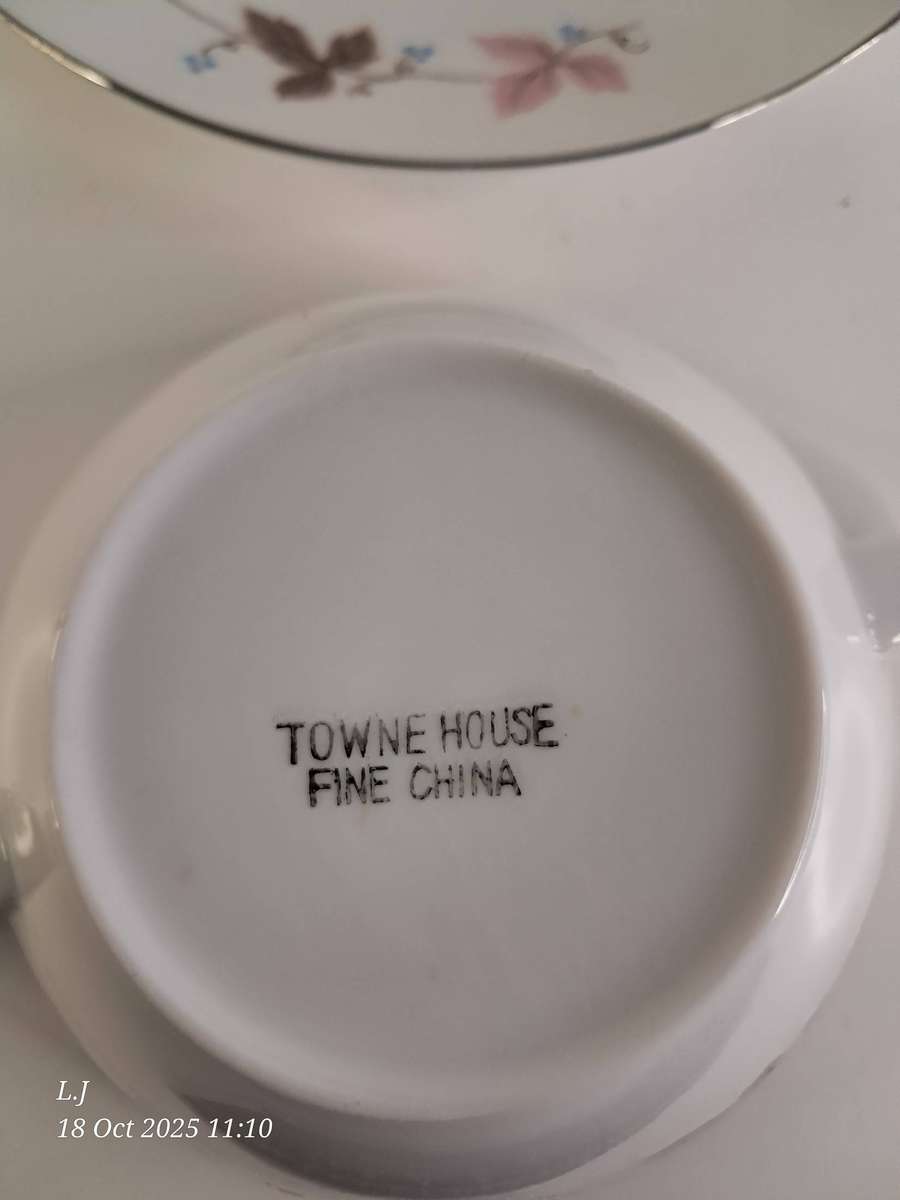 TOWNE HOUSE
FINE CHINA
L.J
18 Oct 2025 11:10